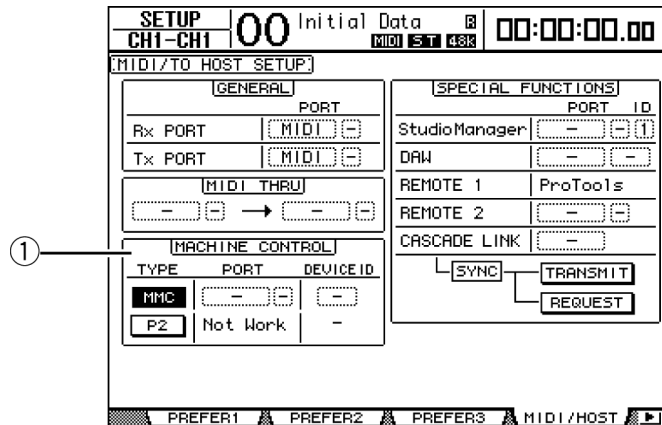 SETUP
CH1-CH1
00
Initial Data R
MIDI ST 48K
00:00:00.00
MIDI/TO HOST SETUP
GENERAL
PORT
Rx PORT MIDI -
Tx PORT MIDI -
MIDI THRU
- - → - -
MACHINE CONTROL
TYPE PORT DEVICE ID
MMC - - -
P2 Not Work -
SPECIAL FUNCTIONS
PORT ID
StudioManager - - 1
DAW - -
REMOTE 1 ProTools
REMOTE 2 - -
CASCADE LINK -
SYNC TRANSMIT
REQUEST
1
PREFER1 PREFER2 PREFER3 MIDI/HOST